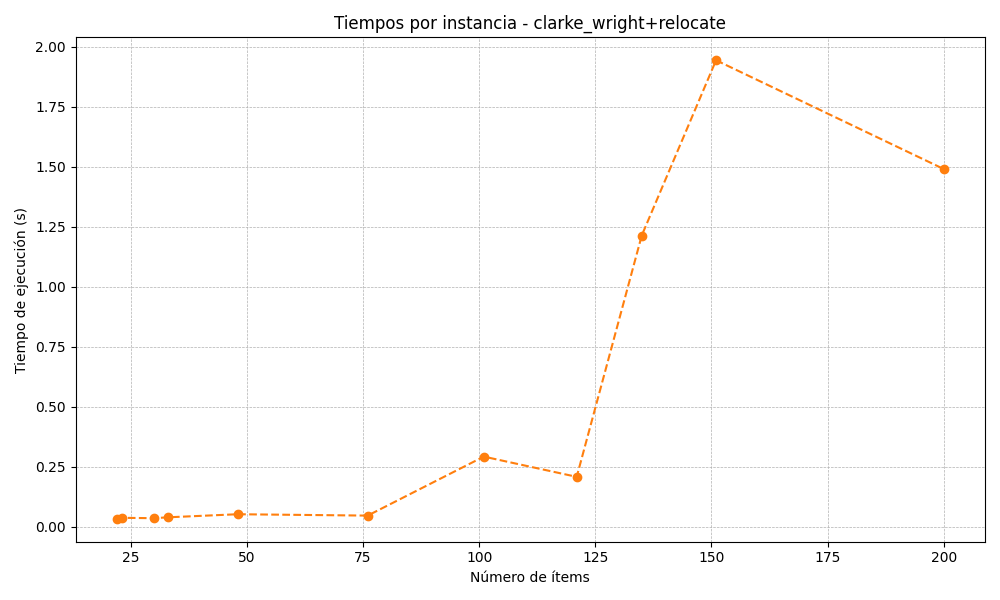 Tiempos por instancia - clarke_wright+relocate
Tiempo de ejecución (s)
2.00
1.75
1.50
1.25
1.00
0.75
0.50
0.25
0.00
25 50 75 100 125 150 175 200
Número de ítems